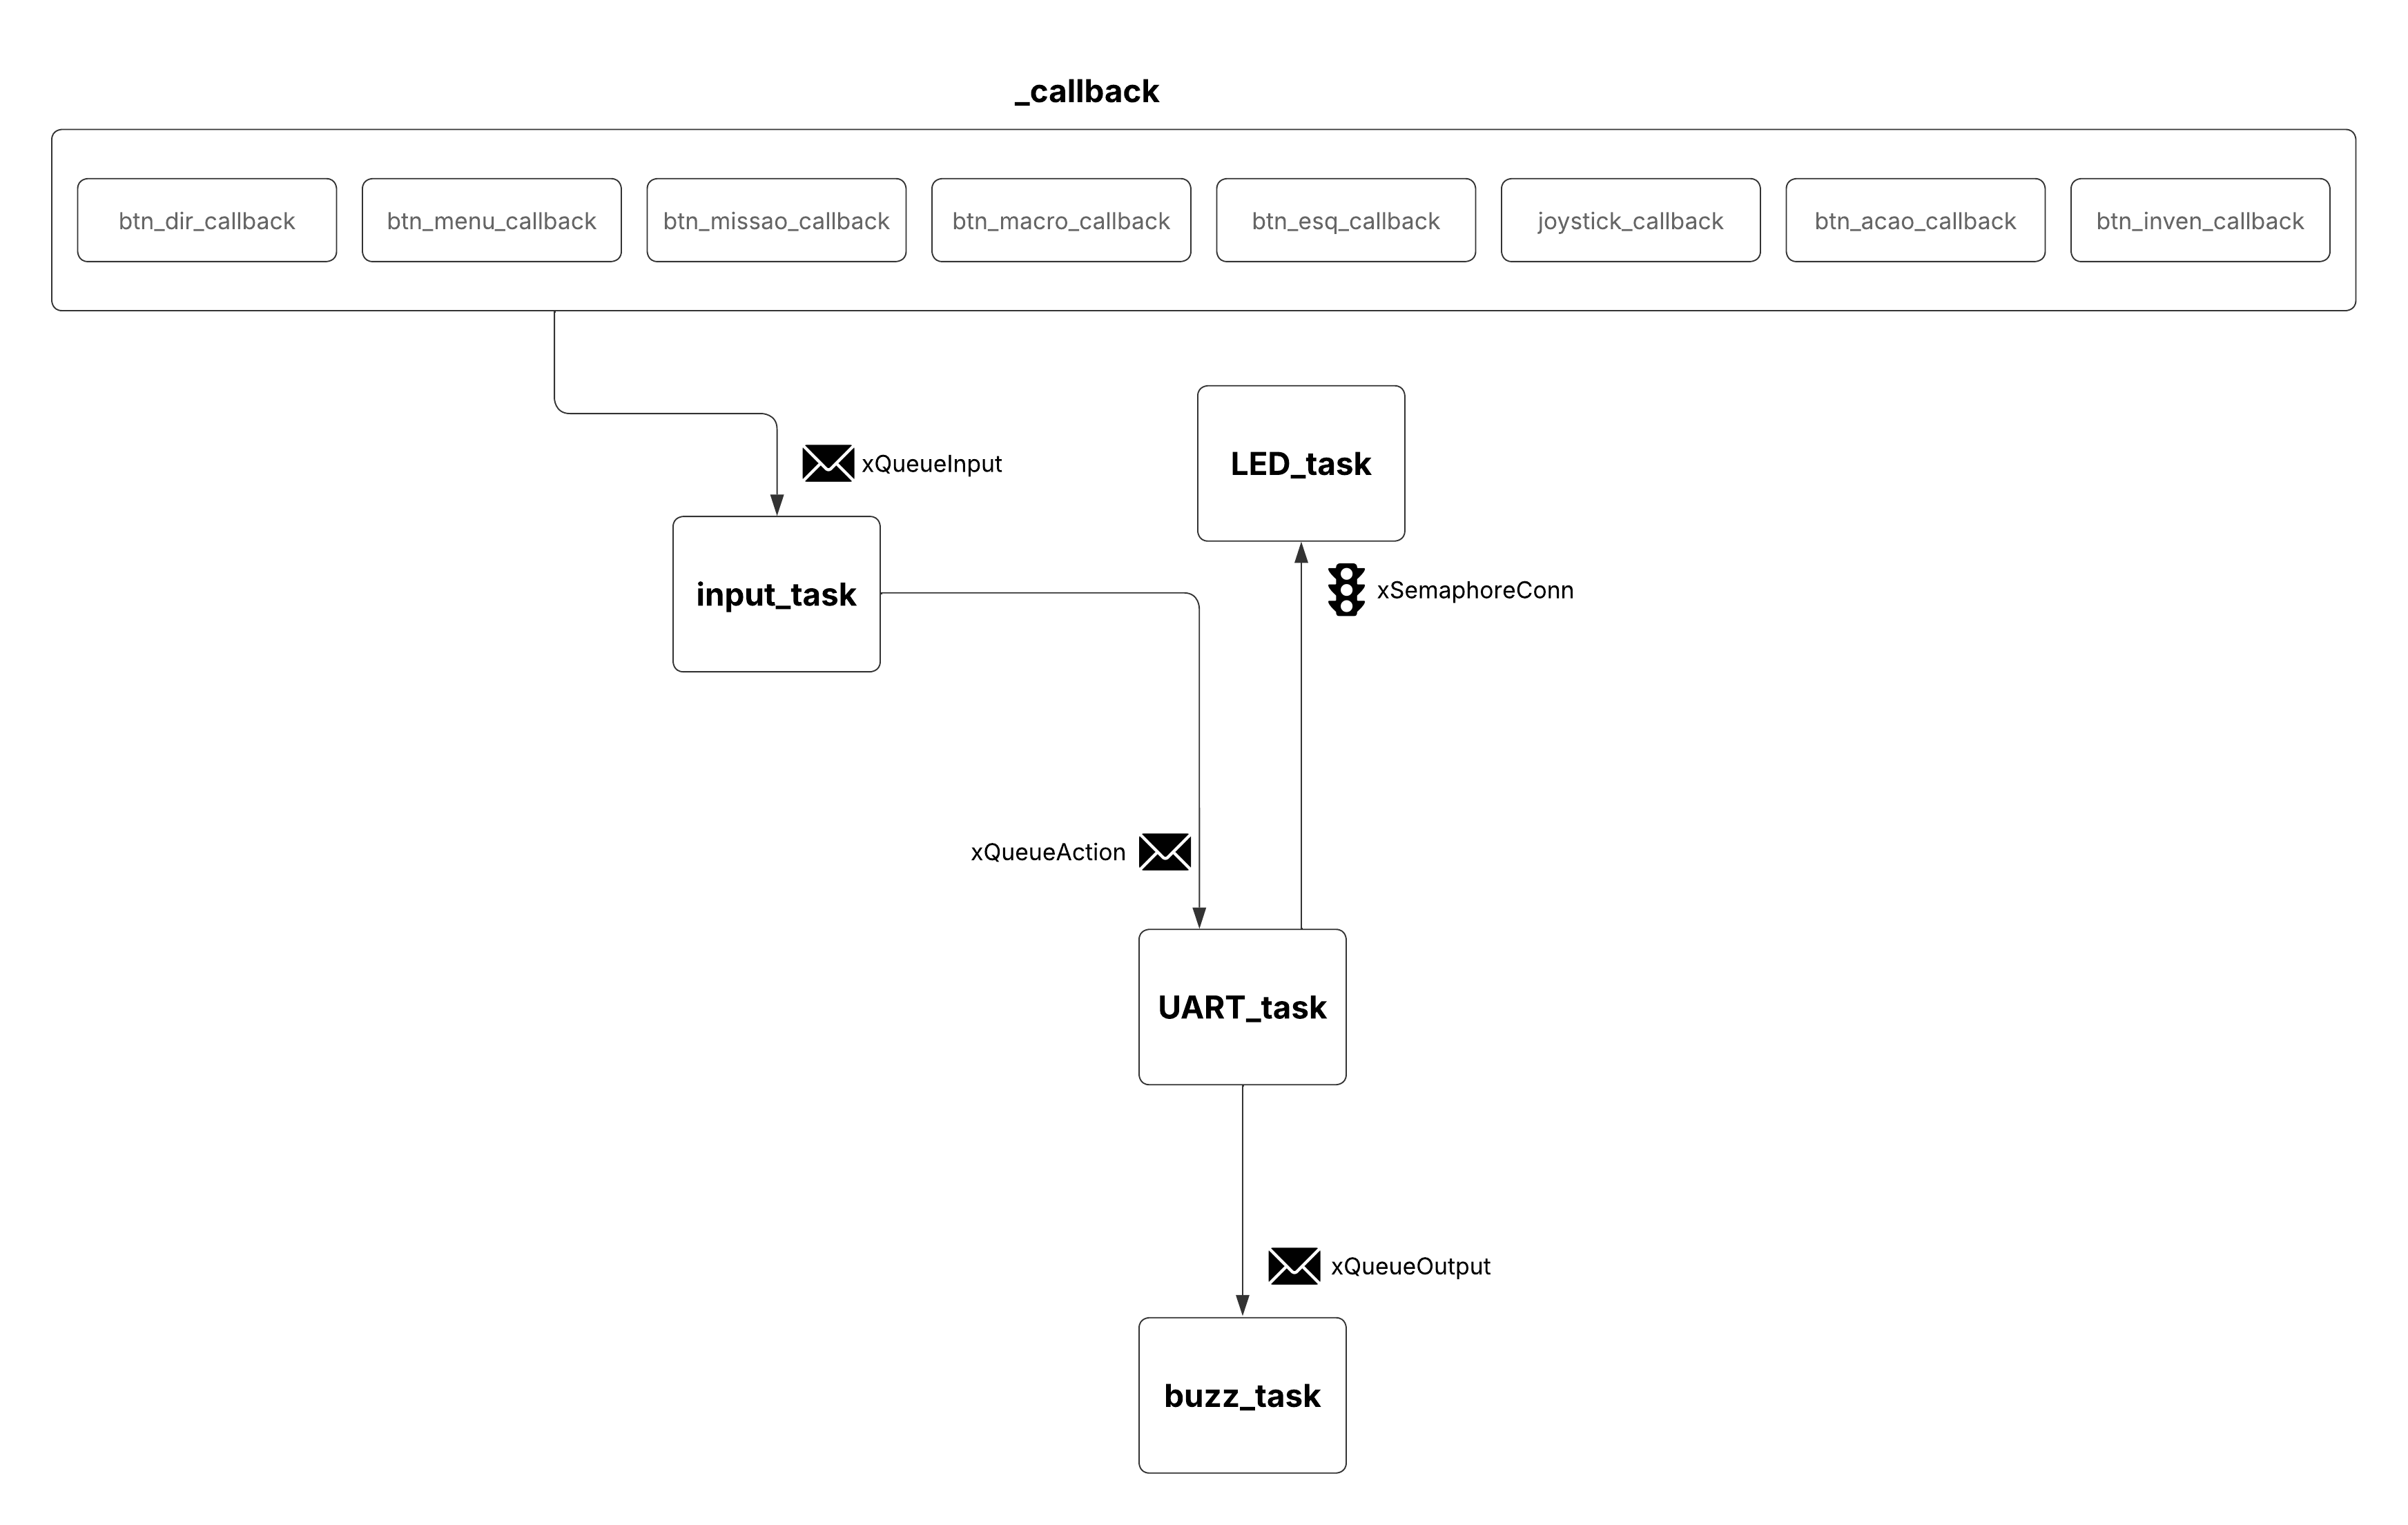 _callback
btn_dir_callback
btn_menu_callback
btn_missao_callback
btn_macro_callback
btn_esq_callback
joystick_callback
btn_acao_callback
btn_inven_callback
xQueueInput
LED_task
input_task
xSemaphoreConn
xQueueAction
UART_task
xQueueOutput
buzz_task